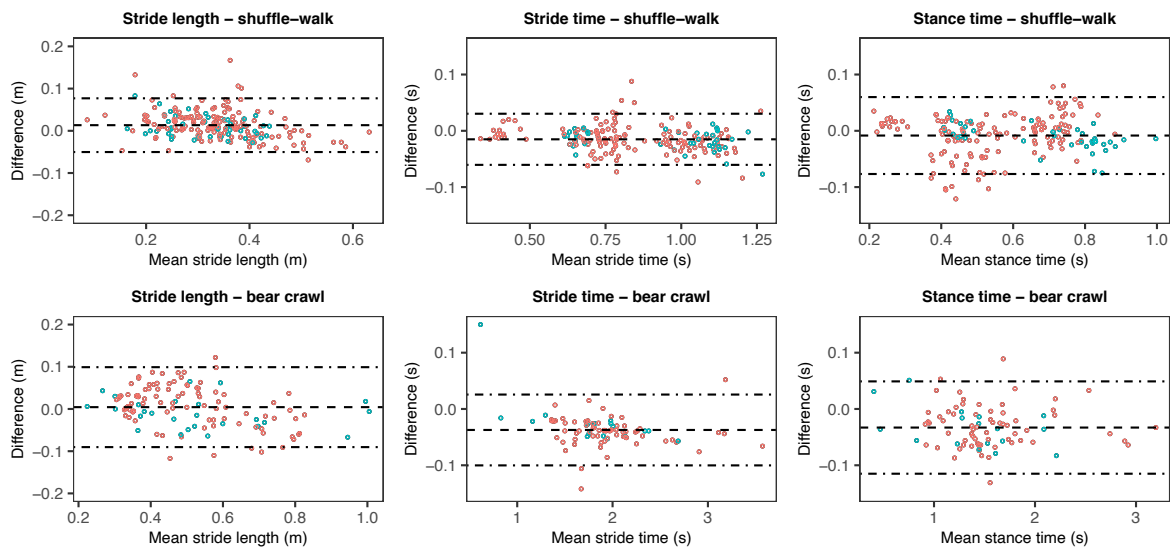 Stride length – shuffle–walk
Stride time – shuffle–walk
Stance time – shuffle–walk
Difference (m)
0.2
0.1
0.0
−0.1
−0.2
0.2
0.4
0.6
Mean stride length (m)
Difference (s)
0.1
0.0
−0.1
0.50
0.75
1.00
1.25
Mean stride time (s)
Difference (s)
0.1
0.0
−0.1
0.2
0.4
0.6
0.8
1.0
Mean stance time (s)
Stride length – bear crawl
Stride time – bear crawl
Stance time – bear crawl
Difference (m)
0.2
0.1
0.0
−0.1
−0.2
0.2
0.4
0.6
0.8
1.0
Mean stride length (m)
Difference (s)
0.1
0.0
−0.1
1
2
3
Mean stride time (s)
Difference (s)
0.1
0.0
−0.1
1
2
3
Mean stance time (s)